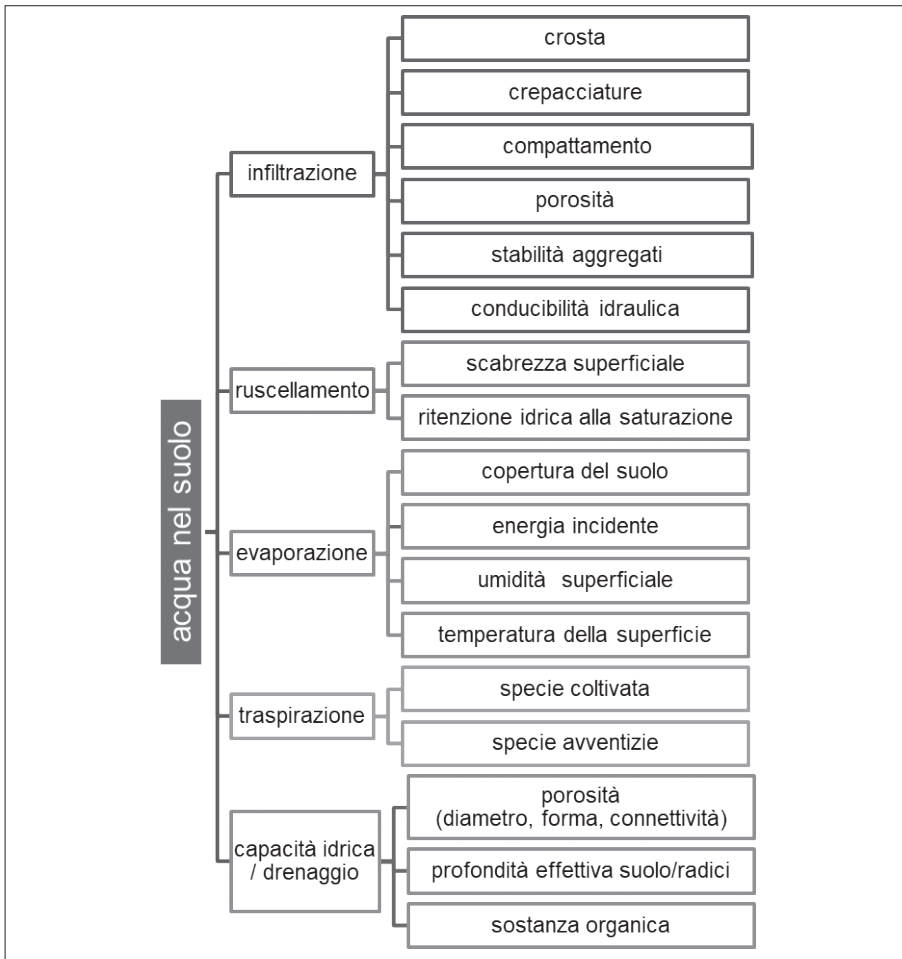 acqua nel suolo
infiltrazione
crosta
crepacciature
compattamento
porosità
stabilità aggregati
conducibilità idraulica
ruscellamento
scabrezza superficiale
ritenzione idrica alla saturazione
evaporazione
copertura del suolo
energia incidente
umidità superficiale
temperatura della superficie
traspirazione
specie coltivata
specie avventizie
capacità idrica
/ drenaggio
porosità
(diametro, forma, connettività)
profondità effettiva suolo/radici
sostanza organica